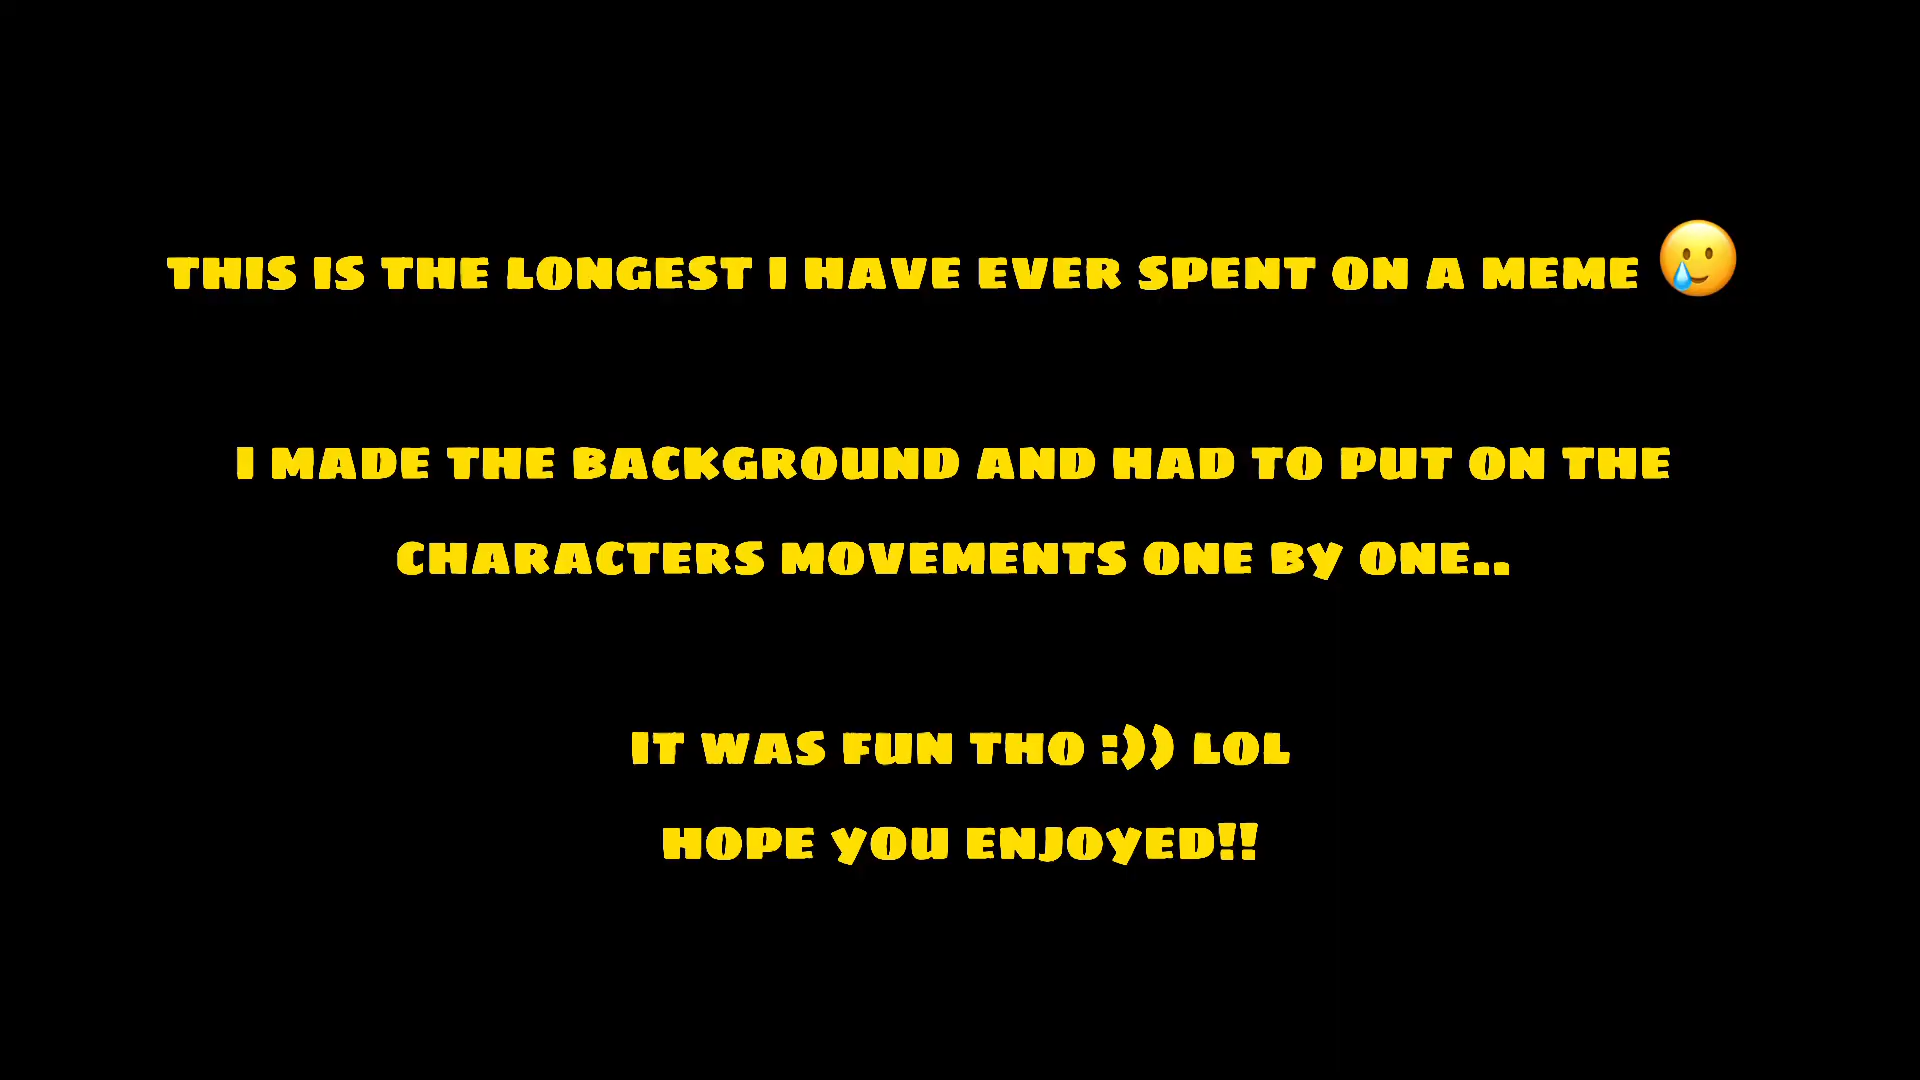 THIS IS THE LONGEST I HAVE EVER SPENT ON A MEME 🥲
I MADE THE BACKGROUND AND HAD TO PUT ON THE
CHARACTERS MOVEMENTS ONE BY ONE..
IT WAS FUN THO :)) LOL
HOPE YOU ENJOYED!!